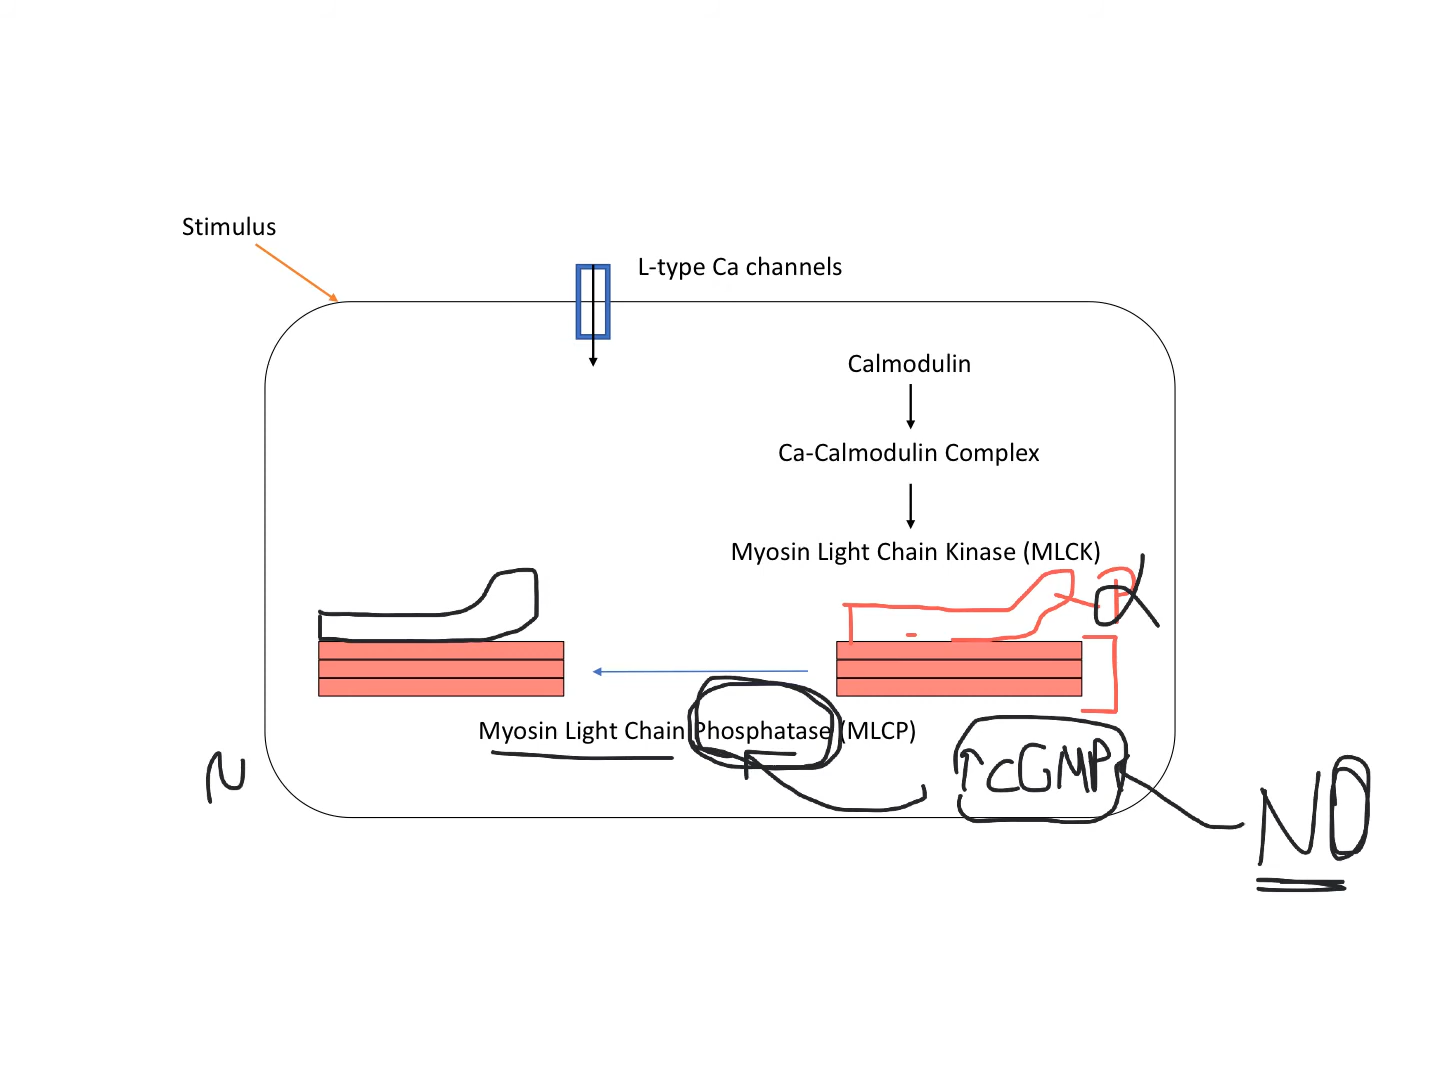 Stimulus
L-type Ca channels
Calmodulin
Ca-Calmodulin Complex
Myosin Light Chain Kinase (MLCK)
P
Myosin Light Chain Phosphatase (MLCP)
↑cGMP
N
NO